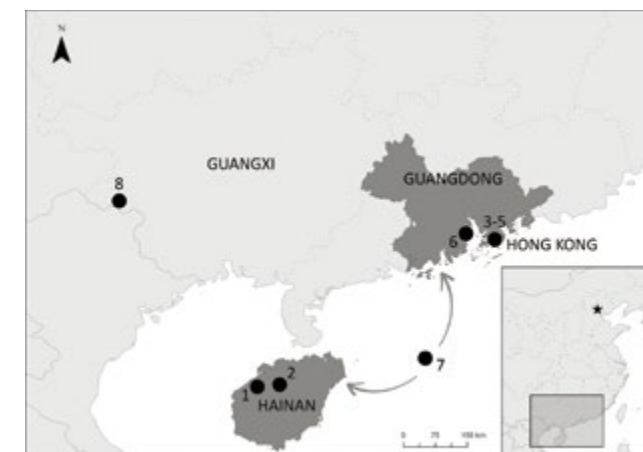 GUANGXI
GUANGDONG
8
3-5
6
HONG KONG
7
2
1
HAINAN
0 75 150 km